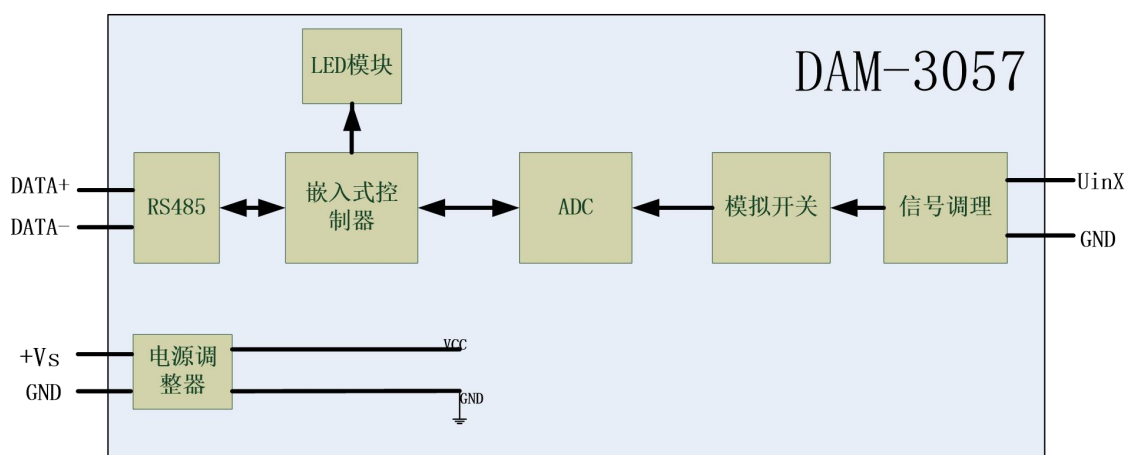 LED模块
DAM-3057
DATA+
DATA-
RS485
嵌入式控
制器
ADC
模拟开关
信号调理
UinX
GND
+Vs
GND
电源调
整器
VCC
GND